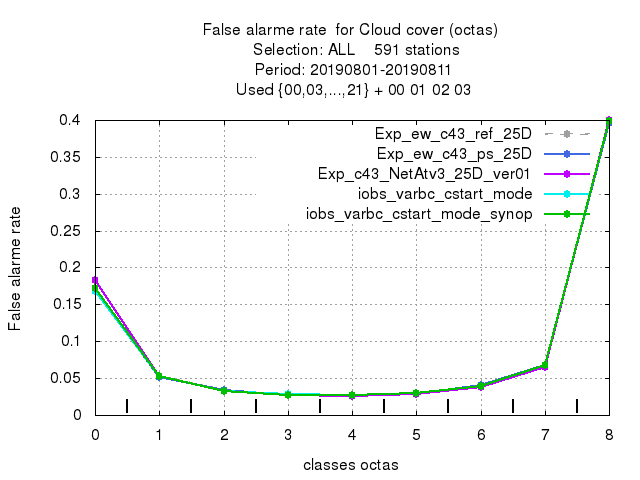 False alarme rate  for Cloud cover (octas)
Selection: ALL    591 stations
Period: 20190801-20190811
Used {00,03,...,21} + 00 01 02 03
Exp_ew_c43_ref_25D
Exp_ew_c43_ps_25D
Exp_c43_NetAtv3_25D_ver01
iobs_varbc_cstart_mode
iobs_varbc_cstart_mode_synop
False alarme rate
0.4
0.35
0.3
0.25
0.2
0.15
0.1
0.05
0
0 1 2 3 4 5 6 7 8
classes octas